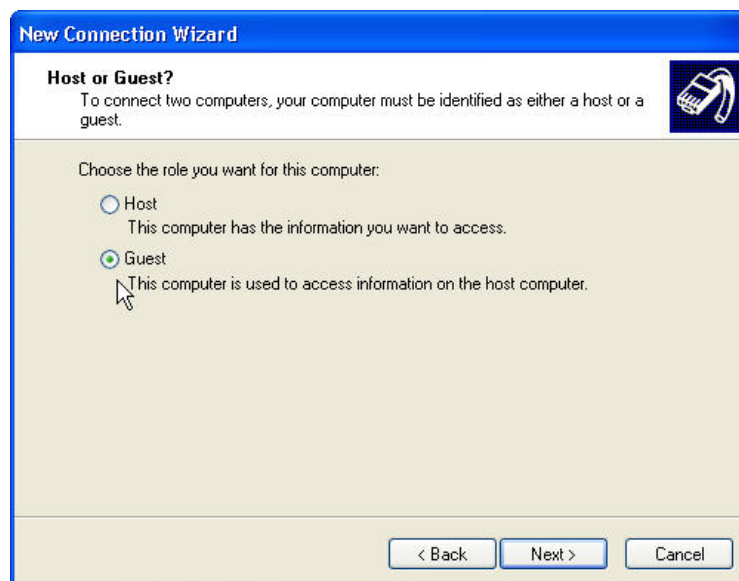 New Connection Wizard
Host or Guest?
To connect two computers, your computer must be identified as either a host or a
guest.
Choose the role you want for this computer:
Host
This computer has the information you want to access.
Guest
This computer is used to access information on the host computer.
< Back
Next >
Cancel